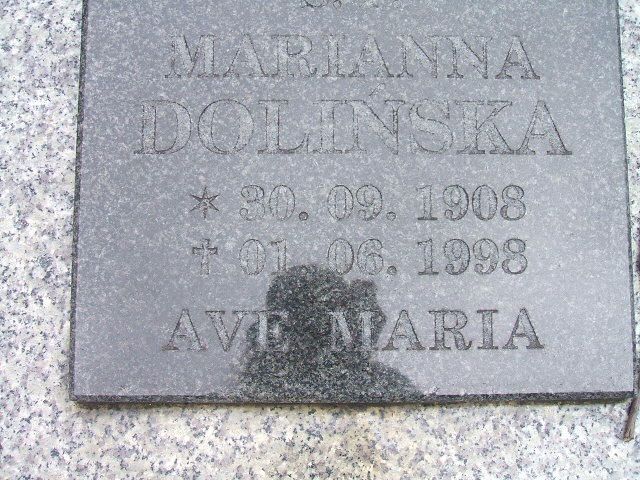 MARIANNA
DOLIŃSKA
* 30. 09. 1908
† 01. 06. 1998
AVE MARIA